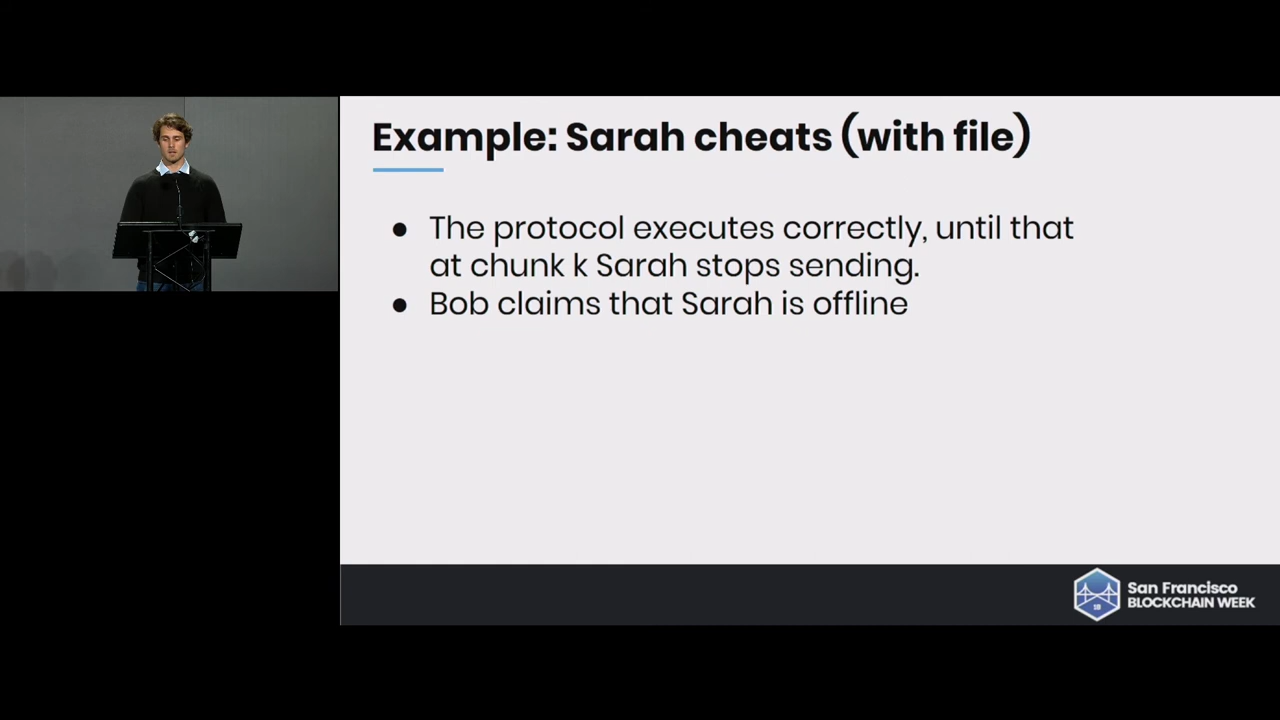 Example: Sarah cheats (with file)
● The protocol executes correctly, until that
at chunk k Sarah stops sending.
● Bob claims that Sarah is offline
18
San Francisco
BLOCKCHAIN WEEK